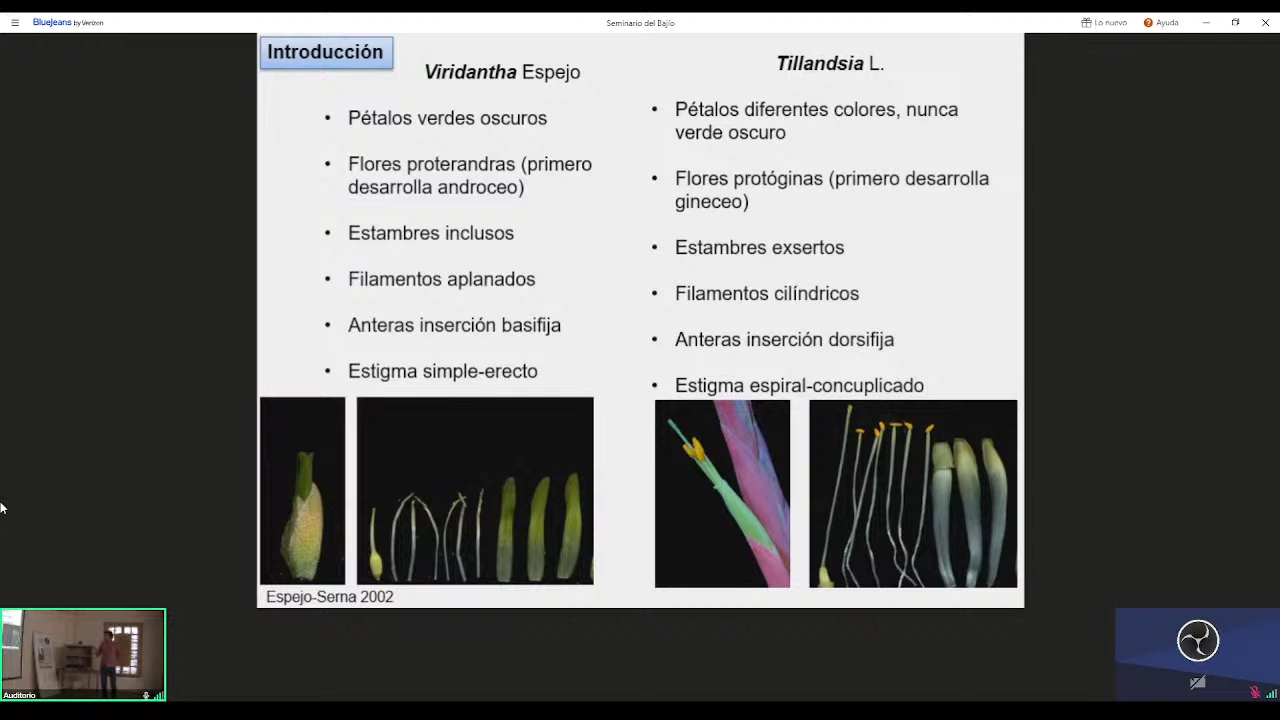 BlueJeans by Verizon
Seminario del Bajío
Lo nuevo
Ayuda
Introducción
Viridantha Espejo
• Pétalos verdes oscuros
• Flores proterandras (primero
desarrolla androceo)
• Estambres inclusos
• Filamentos aplanados
• Anteras inserción basifija
• Estigma simple-erecto
Espejo-Serna 2002
Tillandsia L.
• Pétalos diferentes colores, nunca
verde oscuro
• Flores protóginas (primero desarrolla
gineceo)
• Estambres exsertos
• Filamentos cilíndricos
• Anteras inserción dorsifija
• Estigma espiral-concuplicado
Auditorio